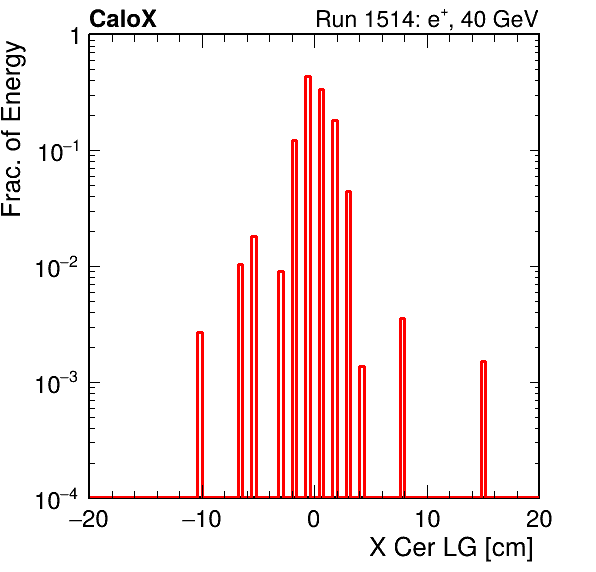 CaloX Run 1514: e⁺, 40 GeV
Frac. of Energy
1
10⁻¹
10⁻²
10⁻³
10⁻⁴
−20 −10 0 10 20
X Cer LG [cm]